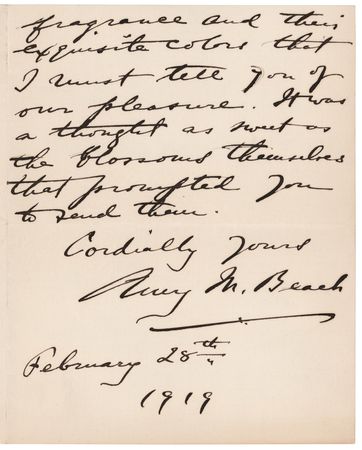 fragrance and their
exquisite colors that
I must tell you of
our pleasure. It was
a thought as sweet as
the blossoms themselves
that prompted you
to send them.
Cordially yours
Amy M. Beach
February 28th
1919